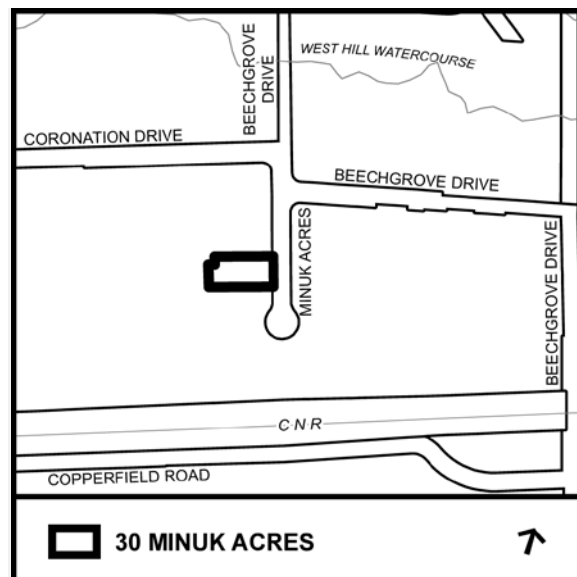 WEST HILL WATERCOURSE
BEECHGROVE
DRIVE
CORONATION DRIVE
BEECHGROVE DRIVE
MINUK ACRES
BEECHGROVE DRIVE
CNR
COPPERFIELD ROAD
30 MINUK ACRES